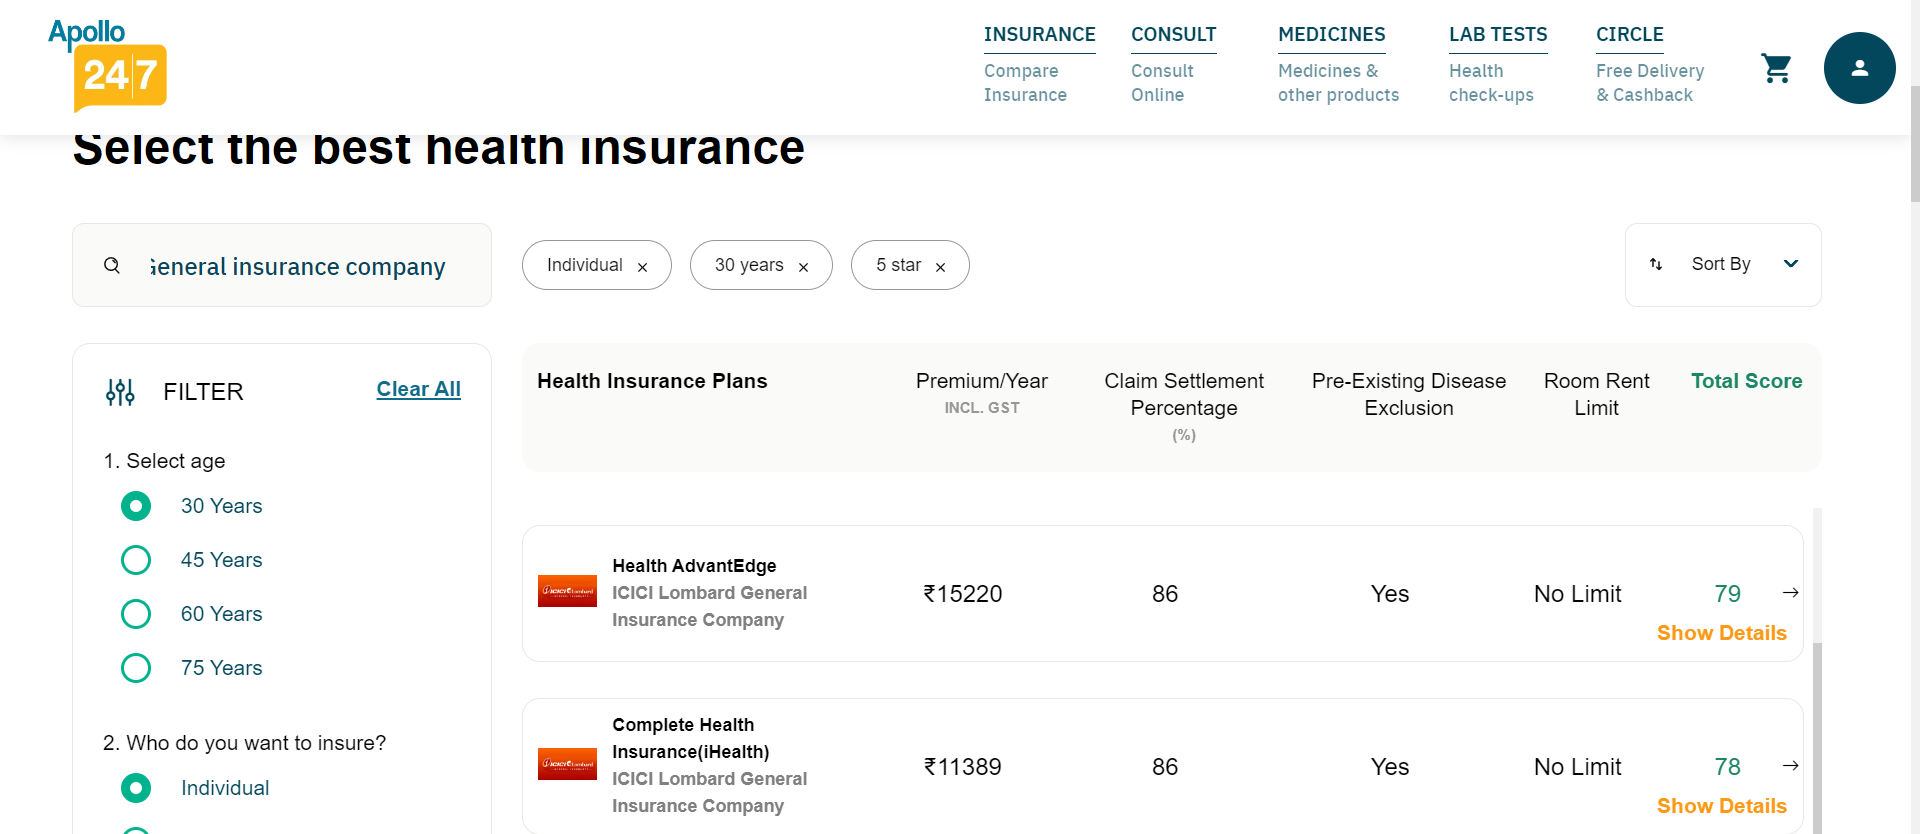 Apollo
24|7
INSURANCE
Compare
Insurance
CONSULT
Consult
Online
MEDICINES
Medicines &
other products
LAB TESTS
Health
check-ups
CIRCLE
Free Delivery
& Cashback
Select the best health insurance
General insurance company
Individual ×
30 years ×
5 star ×
Sort By
FILTER
Clear All
1. Select age
30 Years
45 Years
60 Years
75 Years
2. Who do you want to insure?
Individual
Health Insurance Plans
Premium/Year
INCL. GST
Claim Settlement
Percentage
(%)
Pre-Existing Disease
Exclusion
Room Rent
Limit
Total Score
Health AdvantEdge
ICICI Lombard General
Insurance Company
₹15220
86
Yes
No Limit
79
Show Details
Complete Health
Insurance(iHealth)
ICICI Lombard General
Insurance Company
₹11389
86
Yes
No Limit
78
Show Details